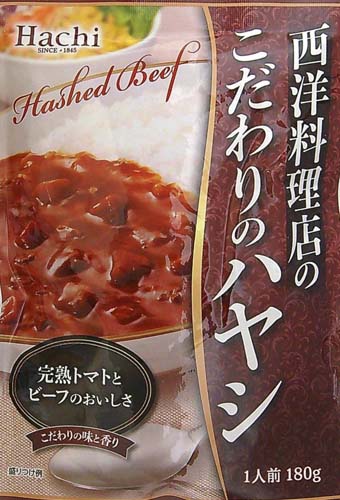 Hachi
SINCE・1845
Hashed Beef
西洋料理店の
こだわりのハヤシ
完熟トマトと
ビーフのおいしさ
こだわりの味と香り
盛りつけ例
1人前 180g